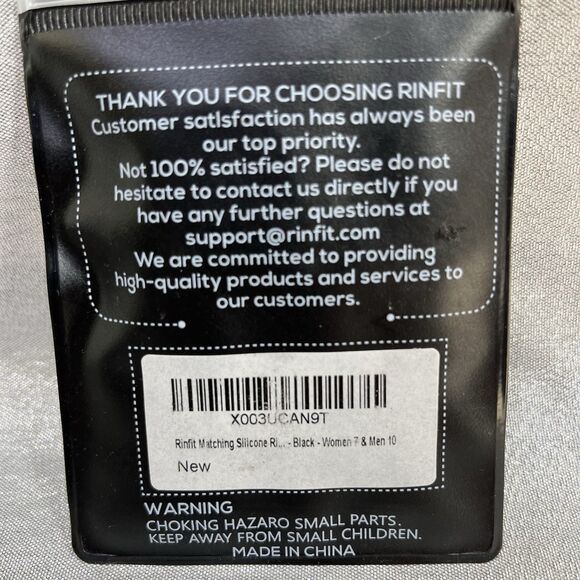 THANK YOU FOR CHOOSING RINFIT
Customer satIsfaction has always been
our top priority.
Not 100% satisfied? Please do not
hesitate to contact us directly if you
have any further questions at
support@rinfit.com
We are committed to providing
high-quality products and services to
our customers.
X003UCAN9T
Rinfit Matching Silicone Ri... - Black - Women 7 & Men 10
New
WARNING
CHOKING HAZARO SMALL PARTS.
KEEP AWAY FROM SMALL CHILDREN.
MADE IN CHINA